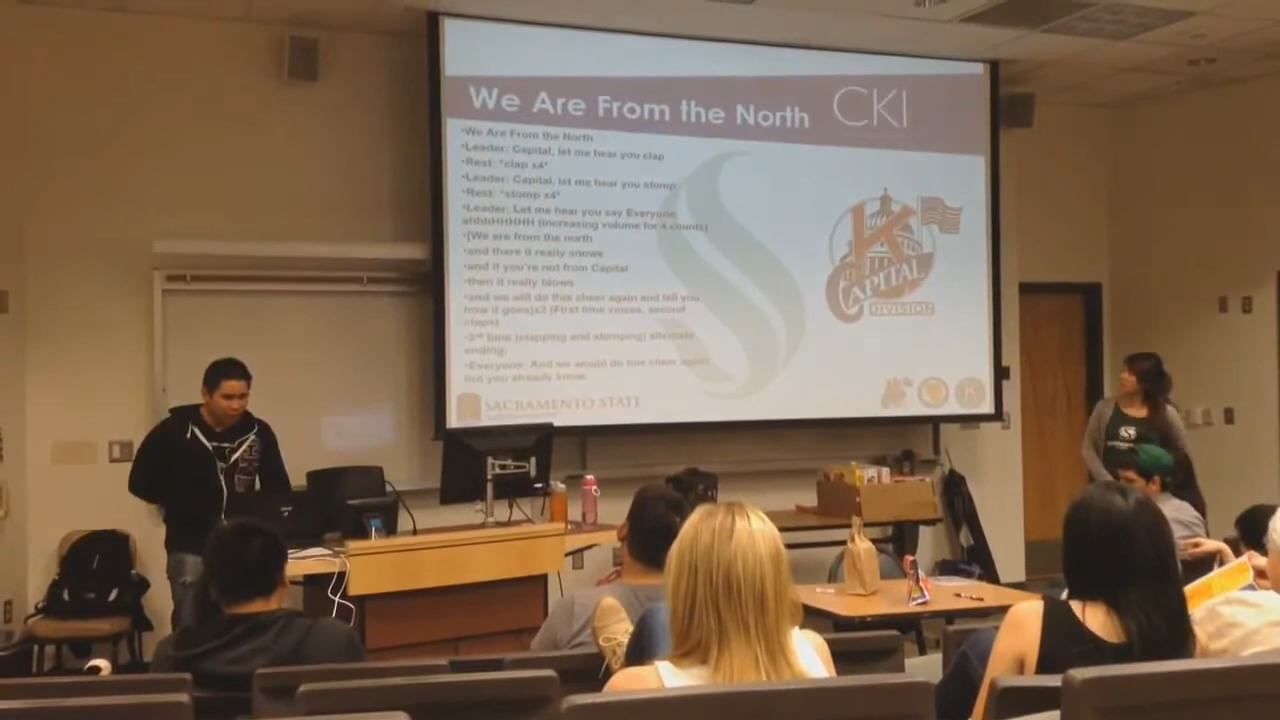 We Are From the North
CKI
•We Are From the North
•Leader: Capital, let me hear you clap
•Rest: *clap x4*
•Leader: Capital, let me hear you stomp
•Rest: *stomp x4*
•Leader: Let me hear you say Everyone
ahhhHHHHH (increasing volume for 4 counts)
•[We are from the north
•and there it really snows
•and if you're not from Capital
•then it really blows
•and we will do this cheer again and tell you
how it goes]x2 (First time voices, second
claps)
•3rd time (clapping and stomping) alternate
ending:
•Everyone: And we would do this cheer again
but you already know.
K
CAPITAL
DIVISION
SACRAMENTO STATE